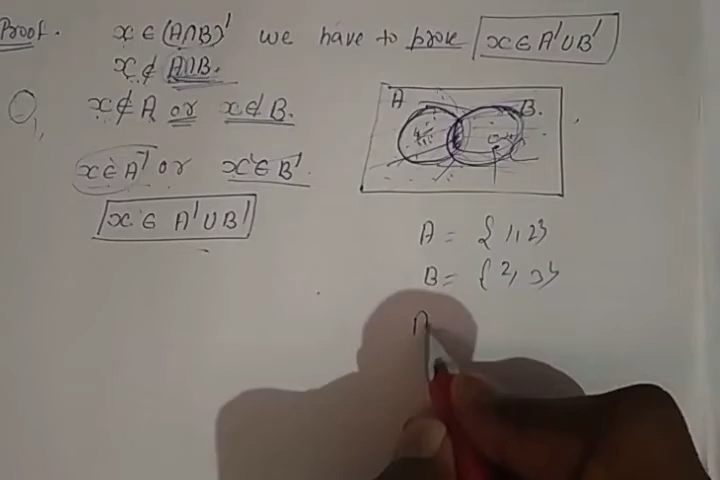 Proof. x ∈ (A∩B)' we have to prove x ∈ A' ∪ B'
x ∉ A∩B.
x ∉ A or x ∉ B.
x ∈ A' or x ∈ B'.
x ∈ A' ∪ B'
A B.
A = {1, 2}
B = {2, 3}